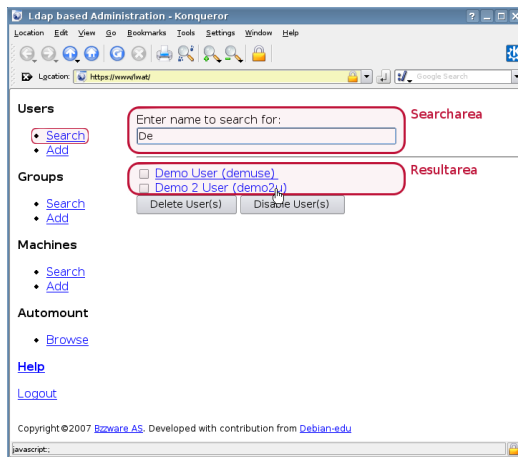 Ldap based Administration - Konqueror
Location Edit View Go Bookmarks Tools Settings Window Help
Location: https://www/lwat/ Google Search
Users
Search
Add
Enter name to search for:
De
Searcharea
Demo User (demuse)
Demo 2 User (demo2u)
Resultarea
Delete User(s) Disable User(s)
Groups
Search
Add
Machines
Search
Add
Automount
Browse
Help
Logout
Copyright ©2007 Bzzware AS. Developed with contribution from Debian-edu
javascript:;